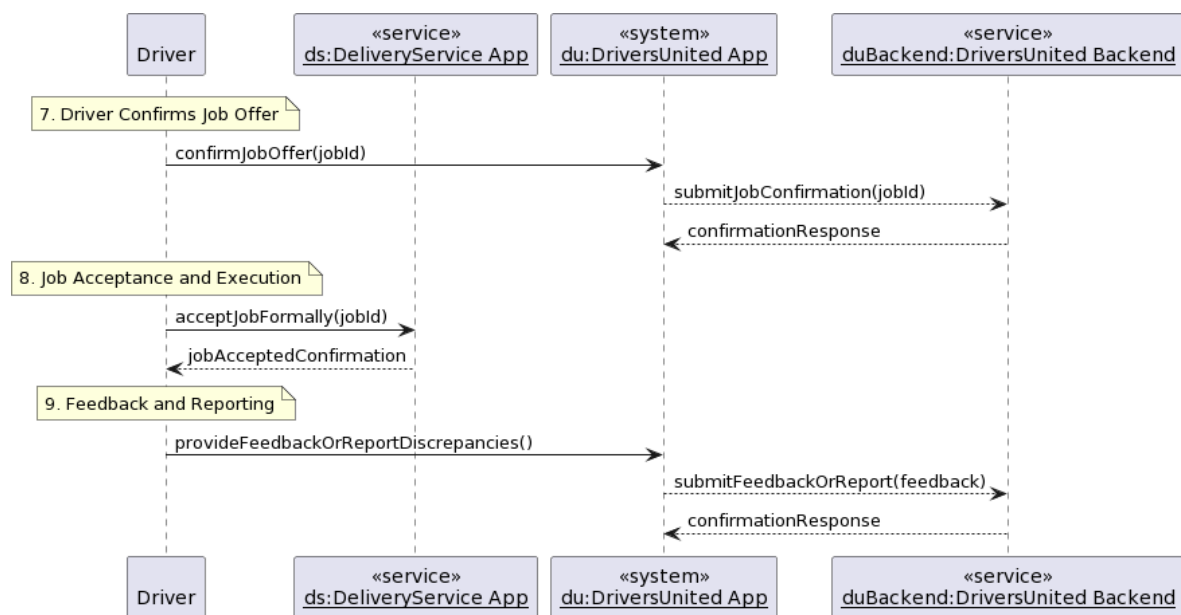 «service»
«system»
«service»
Driver
ds:DeliveryService App
du:DriversUnited App
duBackend:DriversUnited Backend
7. Driver Confirms Job Offer
confirmJobOffer(jobId)
submitJobConfirmation(jobId)
confirmationResponse
8. Job Acceptance and Execution
acceptJobFormally(jobId)
jobAcceptedConfirmation
9. Feedback and Reporting
provideFeedbackOrReportDiscrepancies()
submitFeedbackOrReport(feedback)
confirmationResponse
«service»
«system»
«service»
Driver
ds:DeliveryService App
du:DriversUnited App
duBackend:DriversUnited Backend